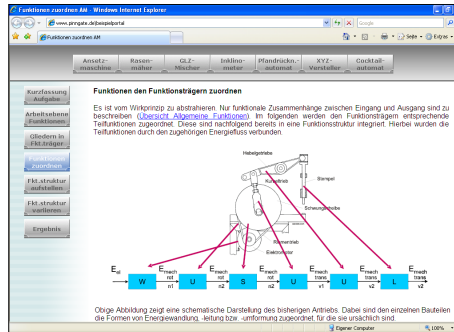 Funktionen zuordnen AM - Windows Internet Explorer
www.pinngate.de/beispielportal
Google
Funktionen zuordnen AM
Seite
Extras
Ansetz-
maschine
Rasen-
mäher
GLZ-
Mischer
Inklino-
meter
Pfandrückn.-
automat
XYZ-
Versteller
Cocktail-
automat
Kurzfassung
Aufgabe
Arbeitsebene
Funktionen
Gliedern in
Fkt.träger
Funktionen
zuordnen
Fkt.struktur
aufstellen
Fkt.struktur
variieren
Ergebnis
Funktionen den Funktionsträgern zuordnen
Es ist vom Wirkprinzip zu abstrahieren. Nur funktionale Zusammenhänge zwischen Eingang und Ausgang sind zu
beschreiben (Übersicht Allgemeine Funktionen). Im folgenden werden den Funktionsträgern entsprechende
Teilfunktionen zugeordnet. Diese sind nachfolgend bereits in eine Funktionsstruktur integriert. Hierbei wurden die
Teilfunktionen durch den zugehörigen Energiefluss verbunden.
Hebelgetriebe
Kurbeltrieb
Stempel
Schwungscheibe
Riementrieb
Elektromotor
E el
W
E mech rot n1
U
E mech rot n2
S
E mech rot n2
U
E mech trans v1
U
E mech trans v2
L
E mech trans v2
Obige Abbildung zeigt eine schematische Darstellung des bisherigen Antriebs. Dabei sind den einzelnen Bauteilen
die Formen von Energiewandlung, -leitung bzw. -umformung zugeordnet, für die sie ursächlich sind.
Eigener Computer
100%